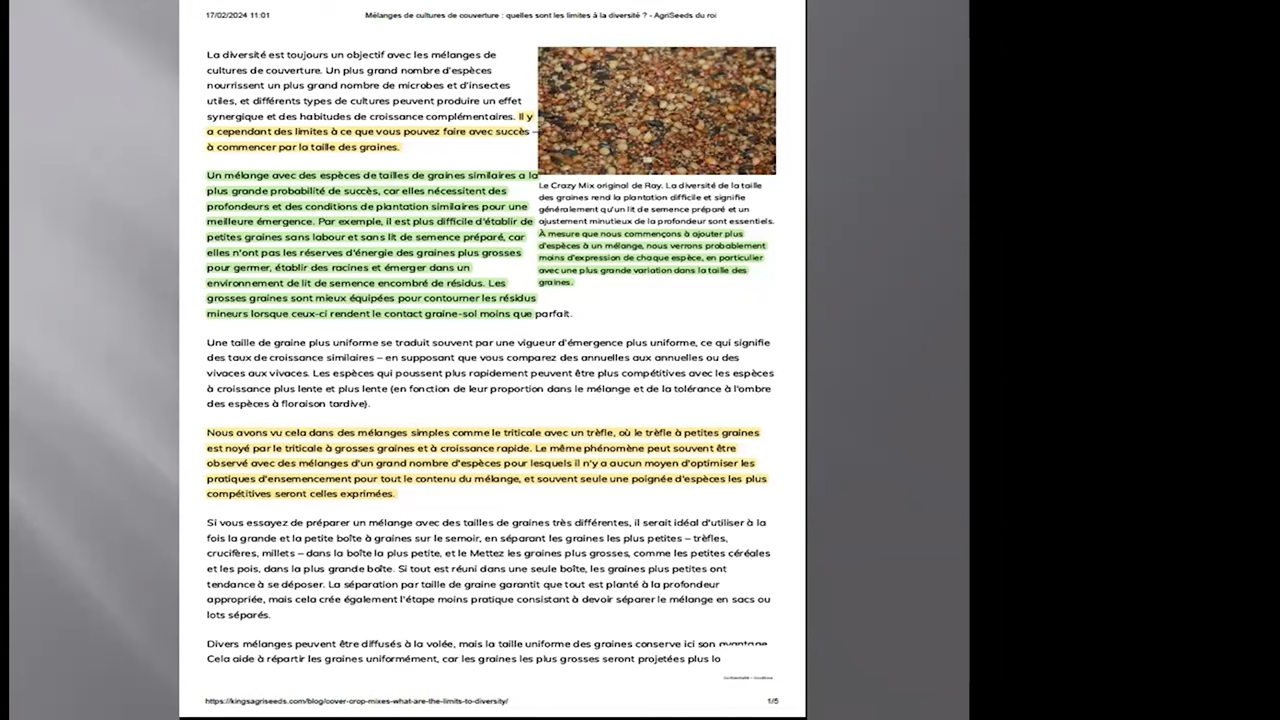 17/02/2024 11:01
Mélanges de cultures de couverture : quelles sont les limites à la diversité ? - AgriSeeds du roi
La diversité est toujours un objectif avec les mélanges de
cultures de couverture. Un plus grand nombre d'espèces
nourrissent un plus grand nombre de microbes et d'insectes
utiles, et différents types de cultures peuvent produire un effet
synergique et des habitudes de croissance complémentaires. Il y
a cependant des limites à ce que vous pouvez faire avec succès –
à commencer par la taille des graines.
Un mélange avec des espèces de tailles de graines similaires a la
plus grande probabilité de succès, car elles nécessitent des
profondeurs et des conditions de plantation similaires pour une
meilleure émergence. Par exemple, il est plus difficile d'établir de
petites graines sans labour et sans lit de semence préparé, car
elles n'ont pas les réserves d'énergie des graines plus grosses
pour germer, établir des racines et émerger dans un
environnement de lit de semence encombré de résidus. Les
grosses graines sont mieux équipées pour contourner les résidus
mineurs lorsque ceux-ci rendent le contact graine-sol moins que parfait.
Le Crazy Mix original de Ray. La diversité de la taille
des graines rend la plantation difficile et signifie
généralement qu'un lit de semence préparé et un
ajustement minutieux de la profondeur sont essentiels.
À mesure que nous commençons à ajouter plus
d'espèces à un mélange, nous verrons probablement
moins d'expression de chaque espèce, en particulier
avec une plus grande variation dans la taille des
graines.
Une taille de graine plus uniforme se traduit souvent par une vigueur d'émergence plus uniforme, ce qui signifie
des taux de croissance similaires – en supposant que vous comparez des annuelles aux annuelles ou des
vivaces aux vivaces. Les espèces qui poussent plus rapidement peuvent être plus compétitives avec les espèces
à croissance plus lente et plus lente (en fonction de leur proportion dans le mélange et de la tolérance à l'ombre
des espèces à floraison tardive).
Nous avons vu cela dans des mélanges simples comme le triticale avec un trèfle, où le trèfle à petites graines
est noyé par le triticale à grosses graines et à croissance rapide. Le même phénomène peut souvent être
observé avec des mélanges d'un grand nombre d'espèces pour lesquels il n'y a aucun moyen d'optimiser les
pratiques d'ensemencement pour tout le contenu du mélange, et souvent seule une poignée d'espèces les plus
compétitives seront celles exprimées.
Si vous essayez de préparer un mélange avec des tailles de graines très différentes, il serait idéal d'utiliser à la
fois la grande et la petite boîte à graines sur le semoir, en séparant les graines les plus petites – trèfles,
crucifères, millets – dans la boîte la plus petite, et le Mettez les graines plus grosses, comme les petites céréales
et les pois, dans la plus grande boîte. Si tout est réuni dans une seule boîte, les graines plus petites ont
tendance à se déposer. La séparation par taille de graine garantit que tout est planté à la profondeur
appropriée, mais cela crée également l'étape moins pratique consistant à devoir séparer le mélange en sacs ou
lots séparés.
Divers mélanges peuvent être diffusés à la volée, mais la taille uniforme des graines conserve ici son avantage
Cela aide à répartir les graines uniformément, car les graines les plus grosses seront projetées plus lo
https://kingsagriseeds.com/blog/cover-crop-mixes-what-are-the-limits-to-diversity/
1/5